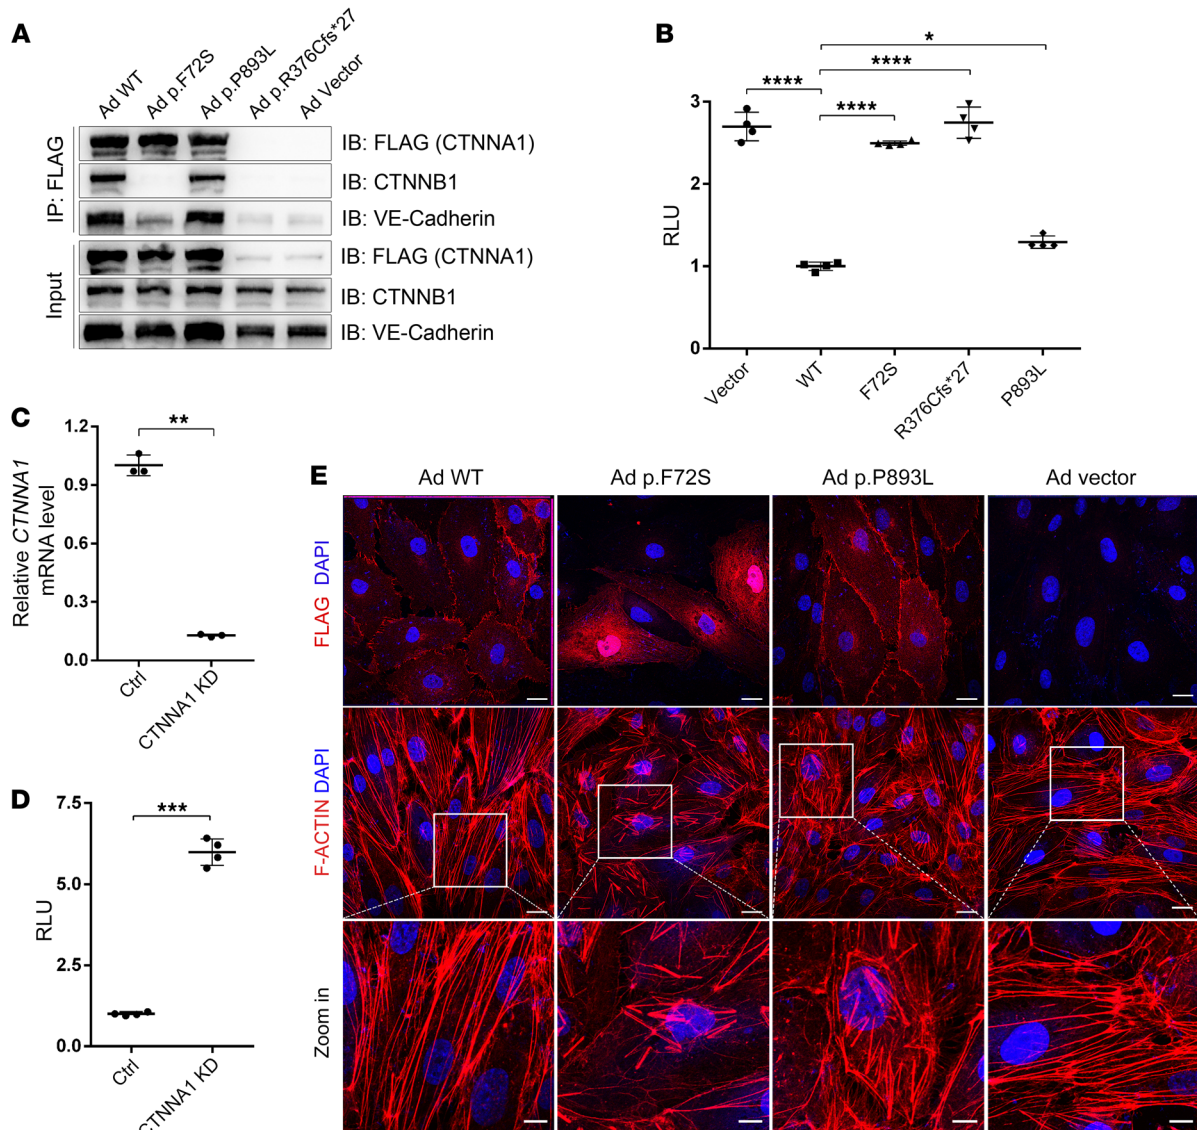 A
Ad WT
Ad p.F72S
Ad p.P893L
Ad p.R376Cfs*27
Ad Vector
IP: FLAG
IB: FLAG (CTNNA1)
IB: CTNNB1
IB: VE-Cadherin
Input
IB: FLAG (CTNNA1)
IB: CTNNB1
IB: VE-Cadherin
B
*
****
****
****
3
2
1
0
RLU
Vector
WT
F72S
R376Cfs*27
P893L
C
**
1.2
0.9
0.6
0.3
0.0
Relative CTNNA1
mRNA level
Ctrl
CTNNA1 KD
D
***
7.5
5.0
2.5
0.0
RLU
Ctrl
CTNNA1 KD
E
Ad WT
Ad p.F72S
Ad p.P893L
Ad vector
FLAG DAPI
F-ACTIN DAPI
Zoom in